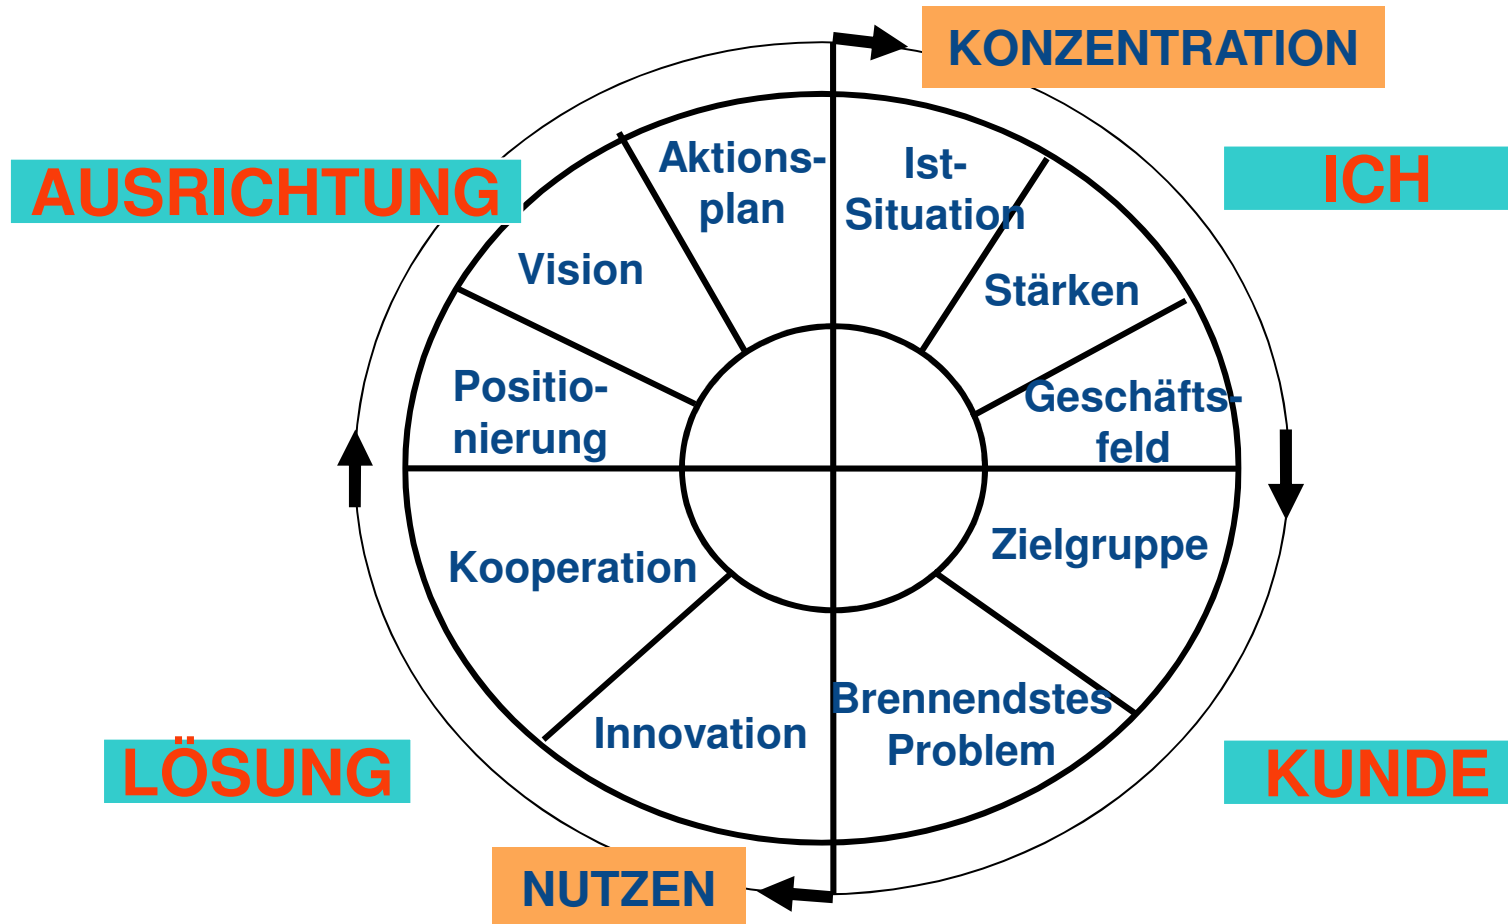 KONZENTRATION
AUSRICHTUNG
ICH
Aktions-
plan
Ist-
Situation
Vision
Stärken
Positio-
nierung
Geschäfts-
feld
Kooperation
Zielgruppe
Innovation
Brennendstes
Problem
LÖSUNG
KUNDE
NUTZEN